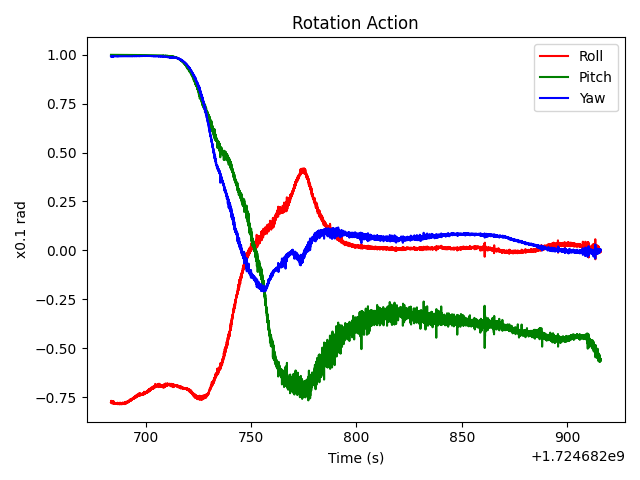 Rotation Action
Roll
Pitch
Yaw
x0.1 rad
1.00
0.75
0.50
0.25
0.00
−0.25
−0.50
−0.75
700
750
800
850
900
Time (s)
+1.724682e9